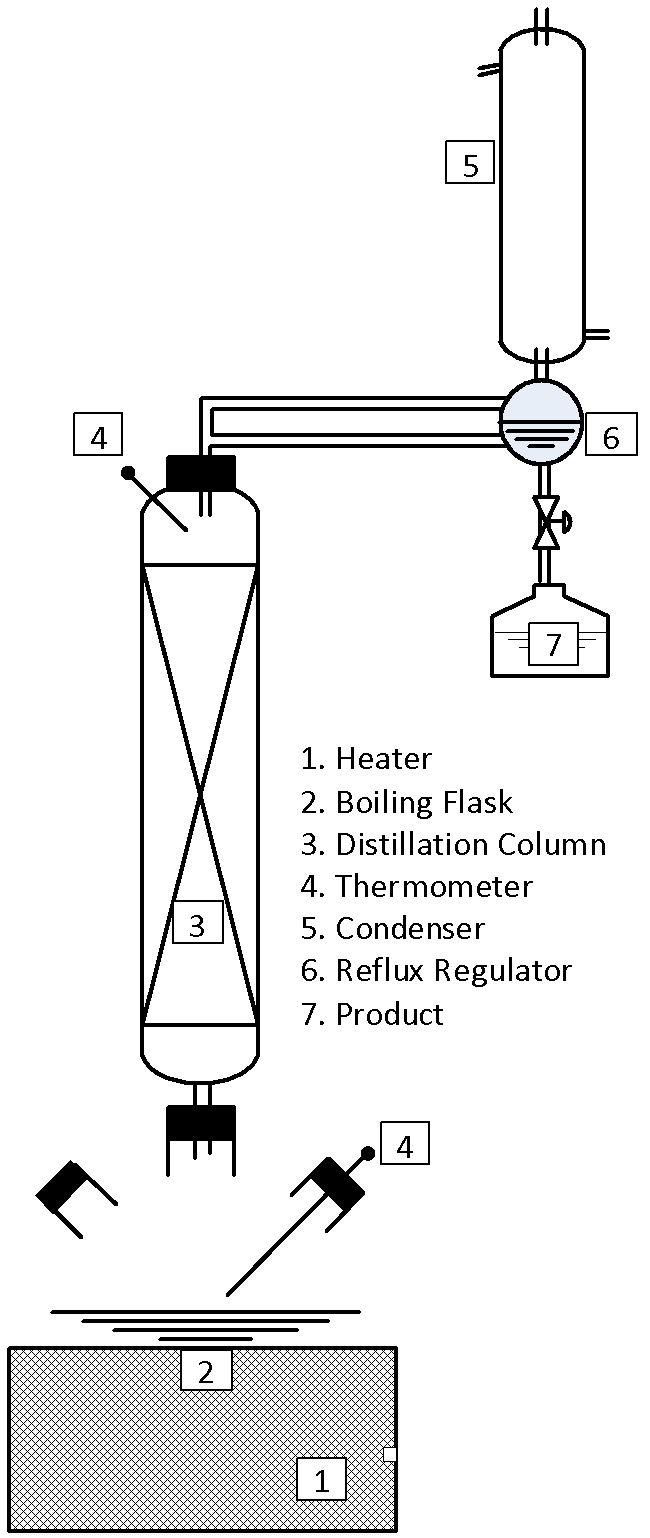 5
4
6
7
1. Heater
2. Boiling Flask
3. Distillation Column
4. Thermometer
5. Condenser
6. Reflux Regulator
7. Product
3
4
2
1